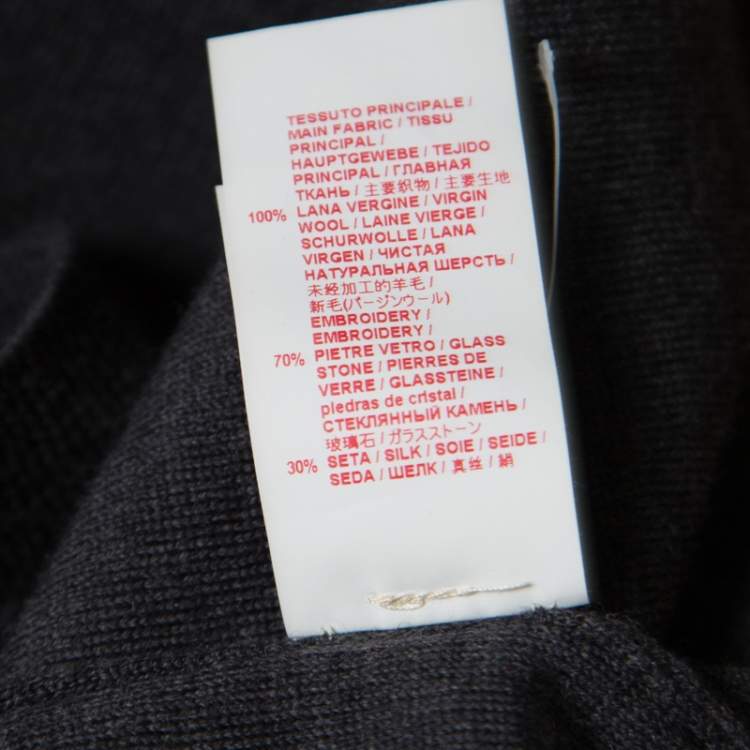 TESSUTO PRINCIPALE /
MAIN FABRIC / TISSU
PRINCIPAL /
HAUPTGEWEBE / TEJIDO
PRINCIPAL / ГЛАВНАЯ
ТКАНЬ / 主要织物 / 主要生地
100% LANA VERGINE / VIRGIN
WOOL / LAINE VIERGE /
SCHURWOLLE / LANA
VIRGEN / ЧИСТАЯ
НАТУРАЛЬНАЯ ШЕРСТЬ /
未经加工的羊毛 /
新毛(バージンウール)
EMBROIDERY /
EMBROIDERY /
70% PIETRE VETRO / GLASS
STONE / PIERRES DE
VERRE / GLASSTEINE /
piedras de cristal /
СТЕКЛЯННЫЙ КАМЕНЬ /
玻璃石 / ガラスストーン
30% SETA / SILK / SOIE / SEIDE /
SEDA / ШЕЛК / 真丝 / 絹